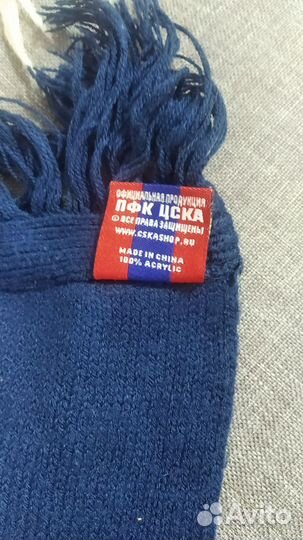 ОФИЦИАЛЬНАЯ ПРОДУКЦИЯ
ПФК ЦСКА
© ВСЕ ПРАВА ЗАЩИЩЕНЫ
WWW.CSKASHOP.RU
MADE IN CHINA
100% ACRYLIC
Avito